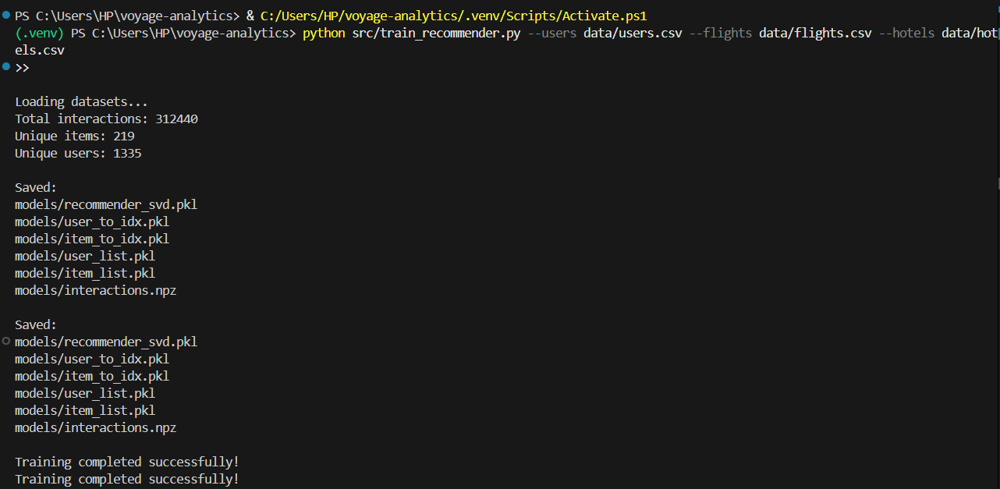 PS C:\Users\HP\voyage-analytics> & C:/Users/HP/voyage-analytics/.venv/Scripts/Activate.ps1
(.venv) PS C:\Users\HP\voyage-analytics> python src/train_recommender.py --users data/users.csv --flights data/flights.csv --hotels data/hot
els.csv
>>
Loading datasets...
Total interactions: 312440
Unique items: 219
Unique users: 1335
Saved:
models/recommender_svd.pkl
models/user_to_idx.pkl
models/item_to_idx.pkl
models/user_list.pkl
models/item_list.pkl
models/interactions.npz
Saved:
models/recommender_svd.pkl
models/user_to_idx.pkl
models/item_to_idx.pkl
models/user_list.pkl
models/item_list.pkl
models/interactions.npz
Training completed successfully!
Training completed successfully!